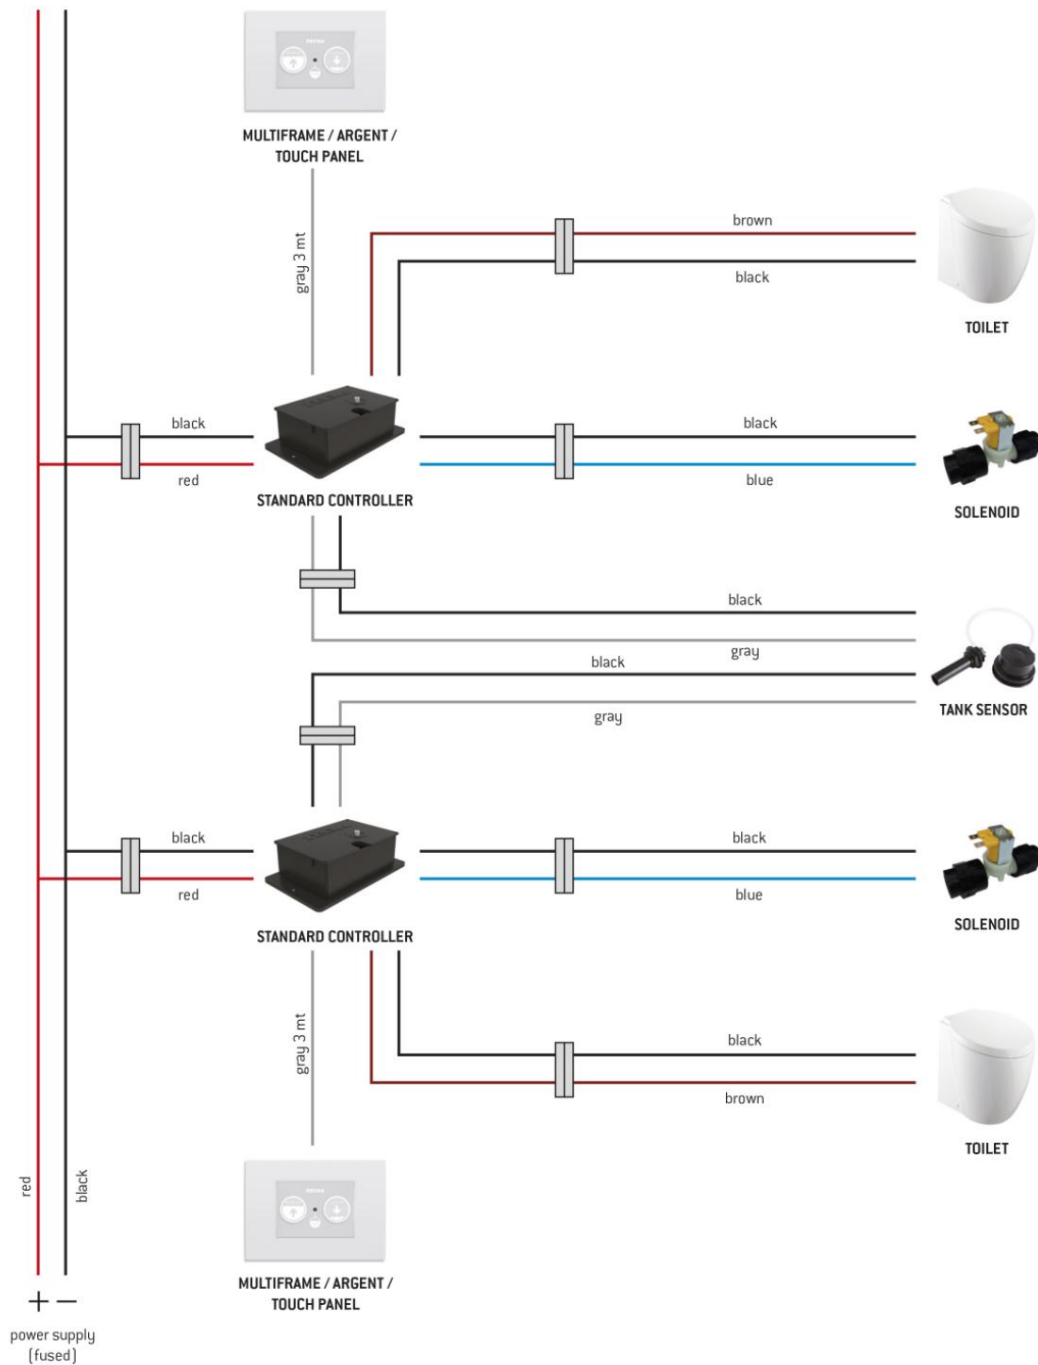 MULTIFRAME / ARGENT /
TOUCH PANEL
gray 3 mt
brown
black
TOILET
black
red
STANDARD CONTROLLER
black
blue
SOLENOID
black
gray
black
gray
TANK SENSOR
black
red
STANDARD CONTROLLER
black
blue
SOLENOID
gray 3 mt
black
brown
TOILET
red
black
MULTIFRAME / ARGENT /
TOUCH PANEL
+ −
power supply
(fused)